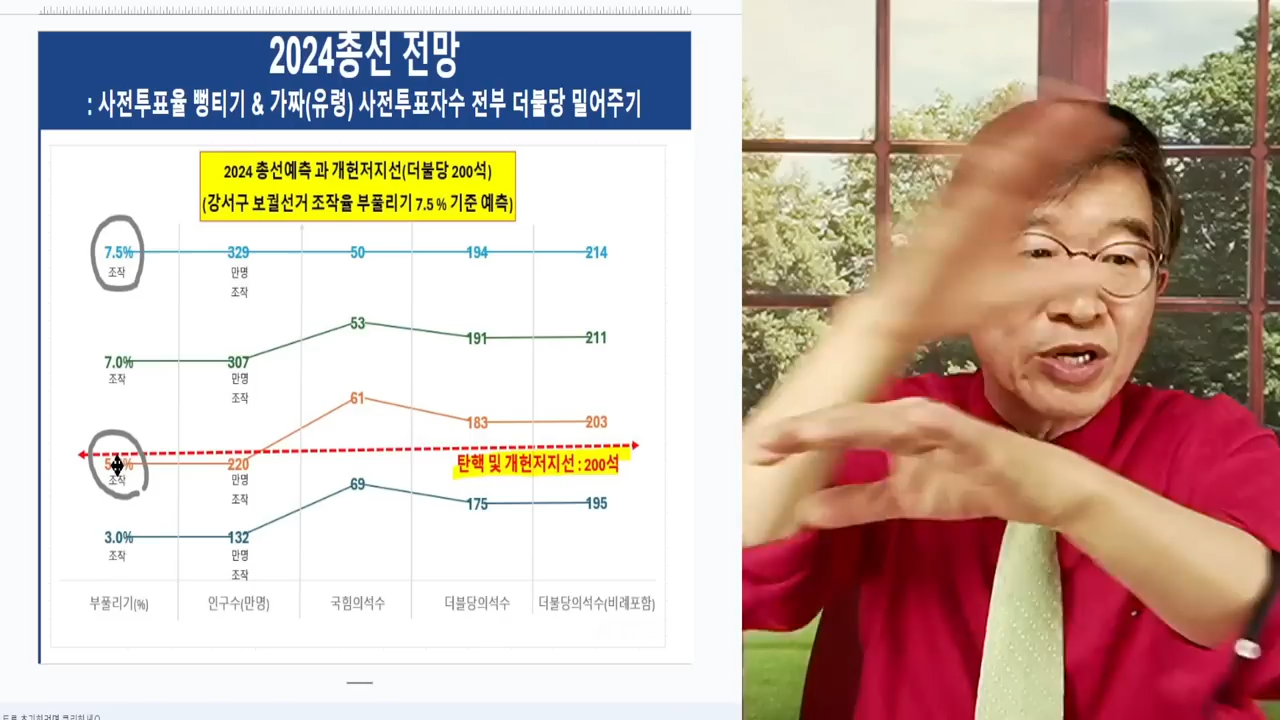 2024총선 전망
: 사전투표율 뻥티기 & 가짜(유령) 사전투표자수 전부 더불당 밀어주기
2024 총선예측 과 개헌저지선(더불당 200석)
(강서구 보궐선거 조작율 부풀리기 7.5 % 기준 예측)
7.5% 329 50 194 214
조작 만명
조작
7.0% 307 53 191 211
조작 만명
조작
220 61 183 203
조작 만명
조작
탄핵 및 개헌저지선 : 200석
3.0% 132 69 175 195
조작 만명
조작
부풀리기(%) 인구수(만명) 국힘의석수 더블당의석수 더불당의석수(비례포함)